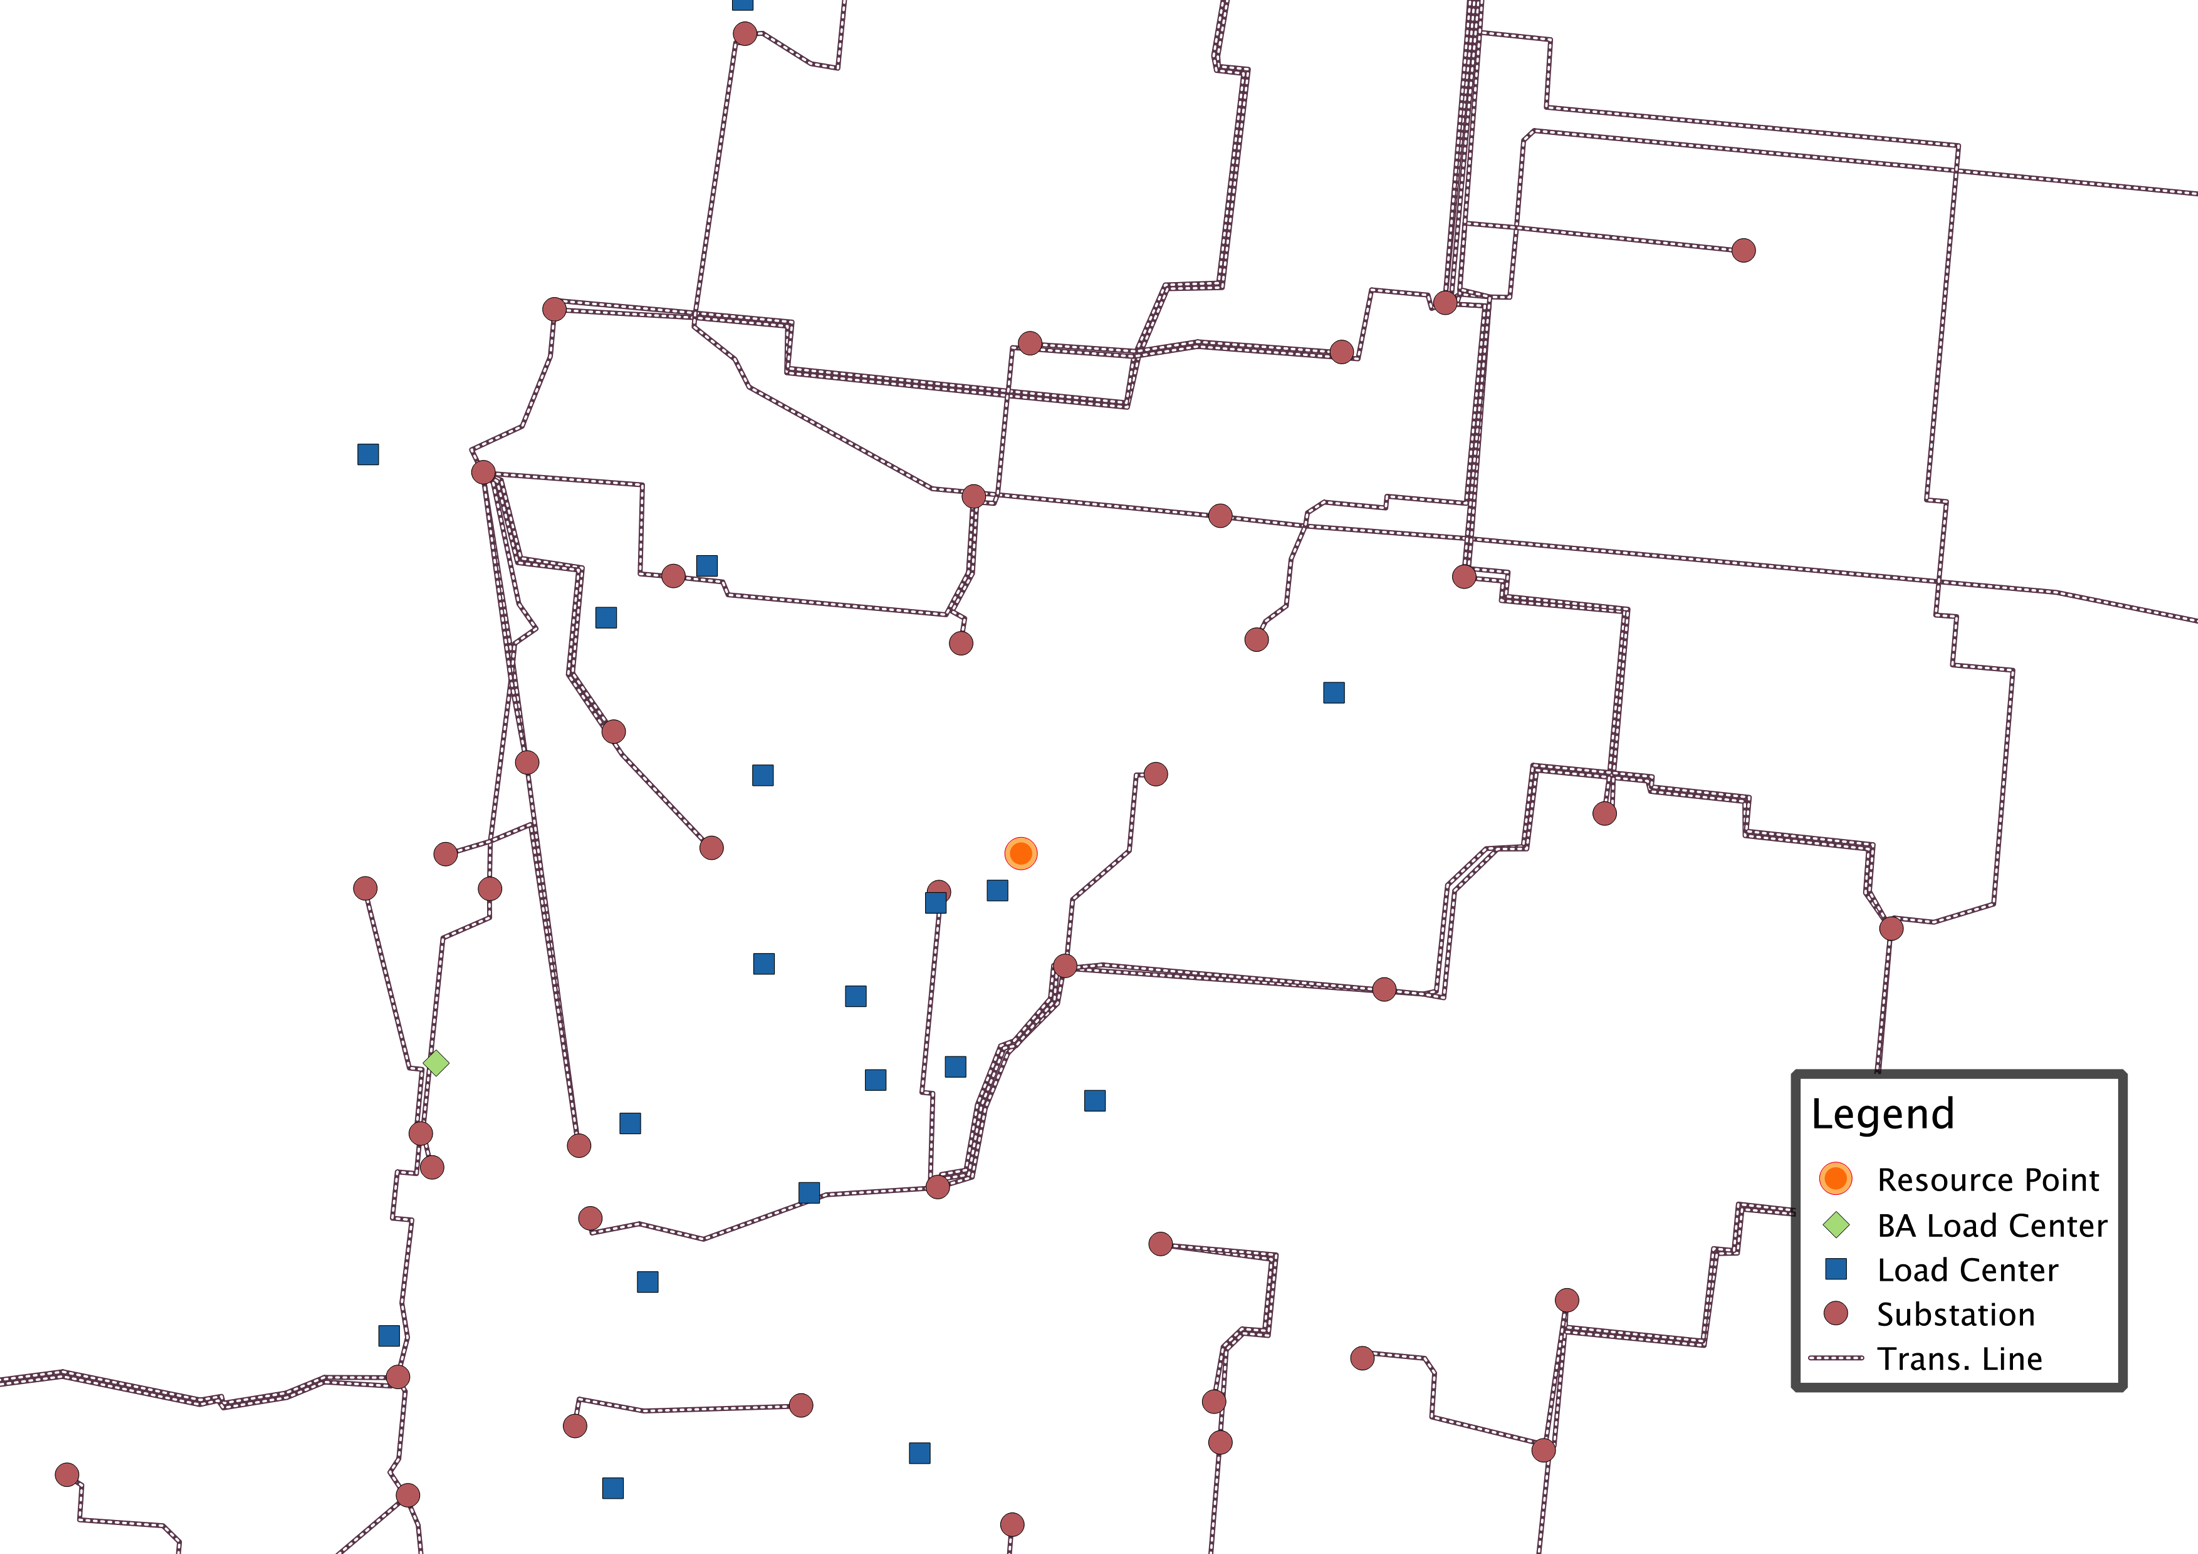 Legend
Resource Point
BA Load Center
Load Center
Substation
Trans. Line